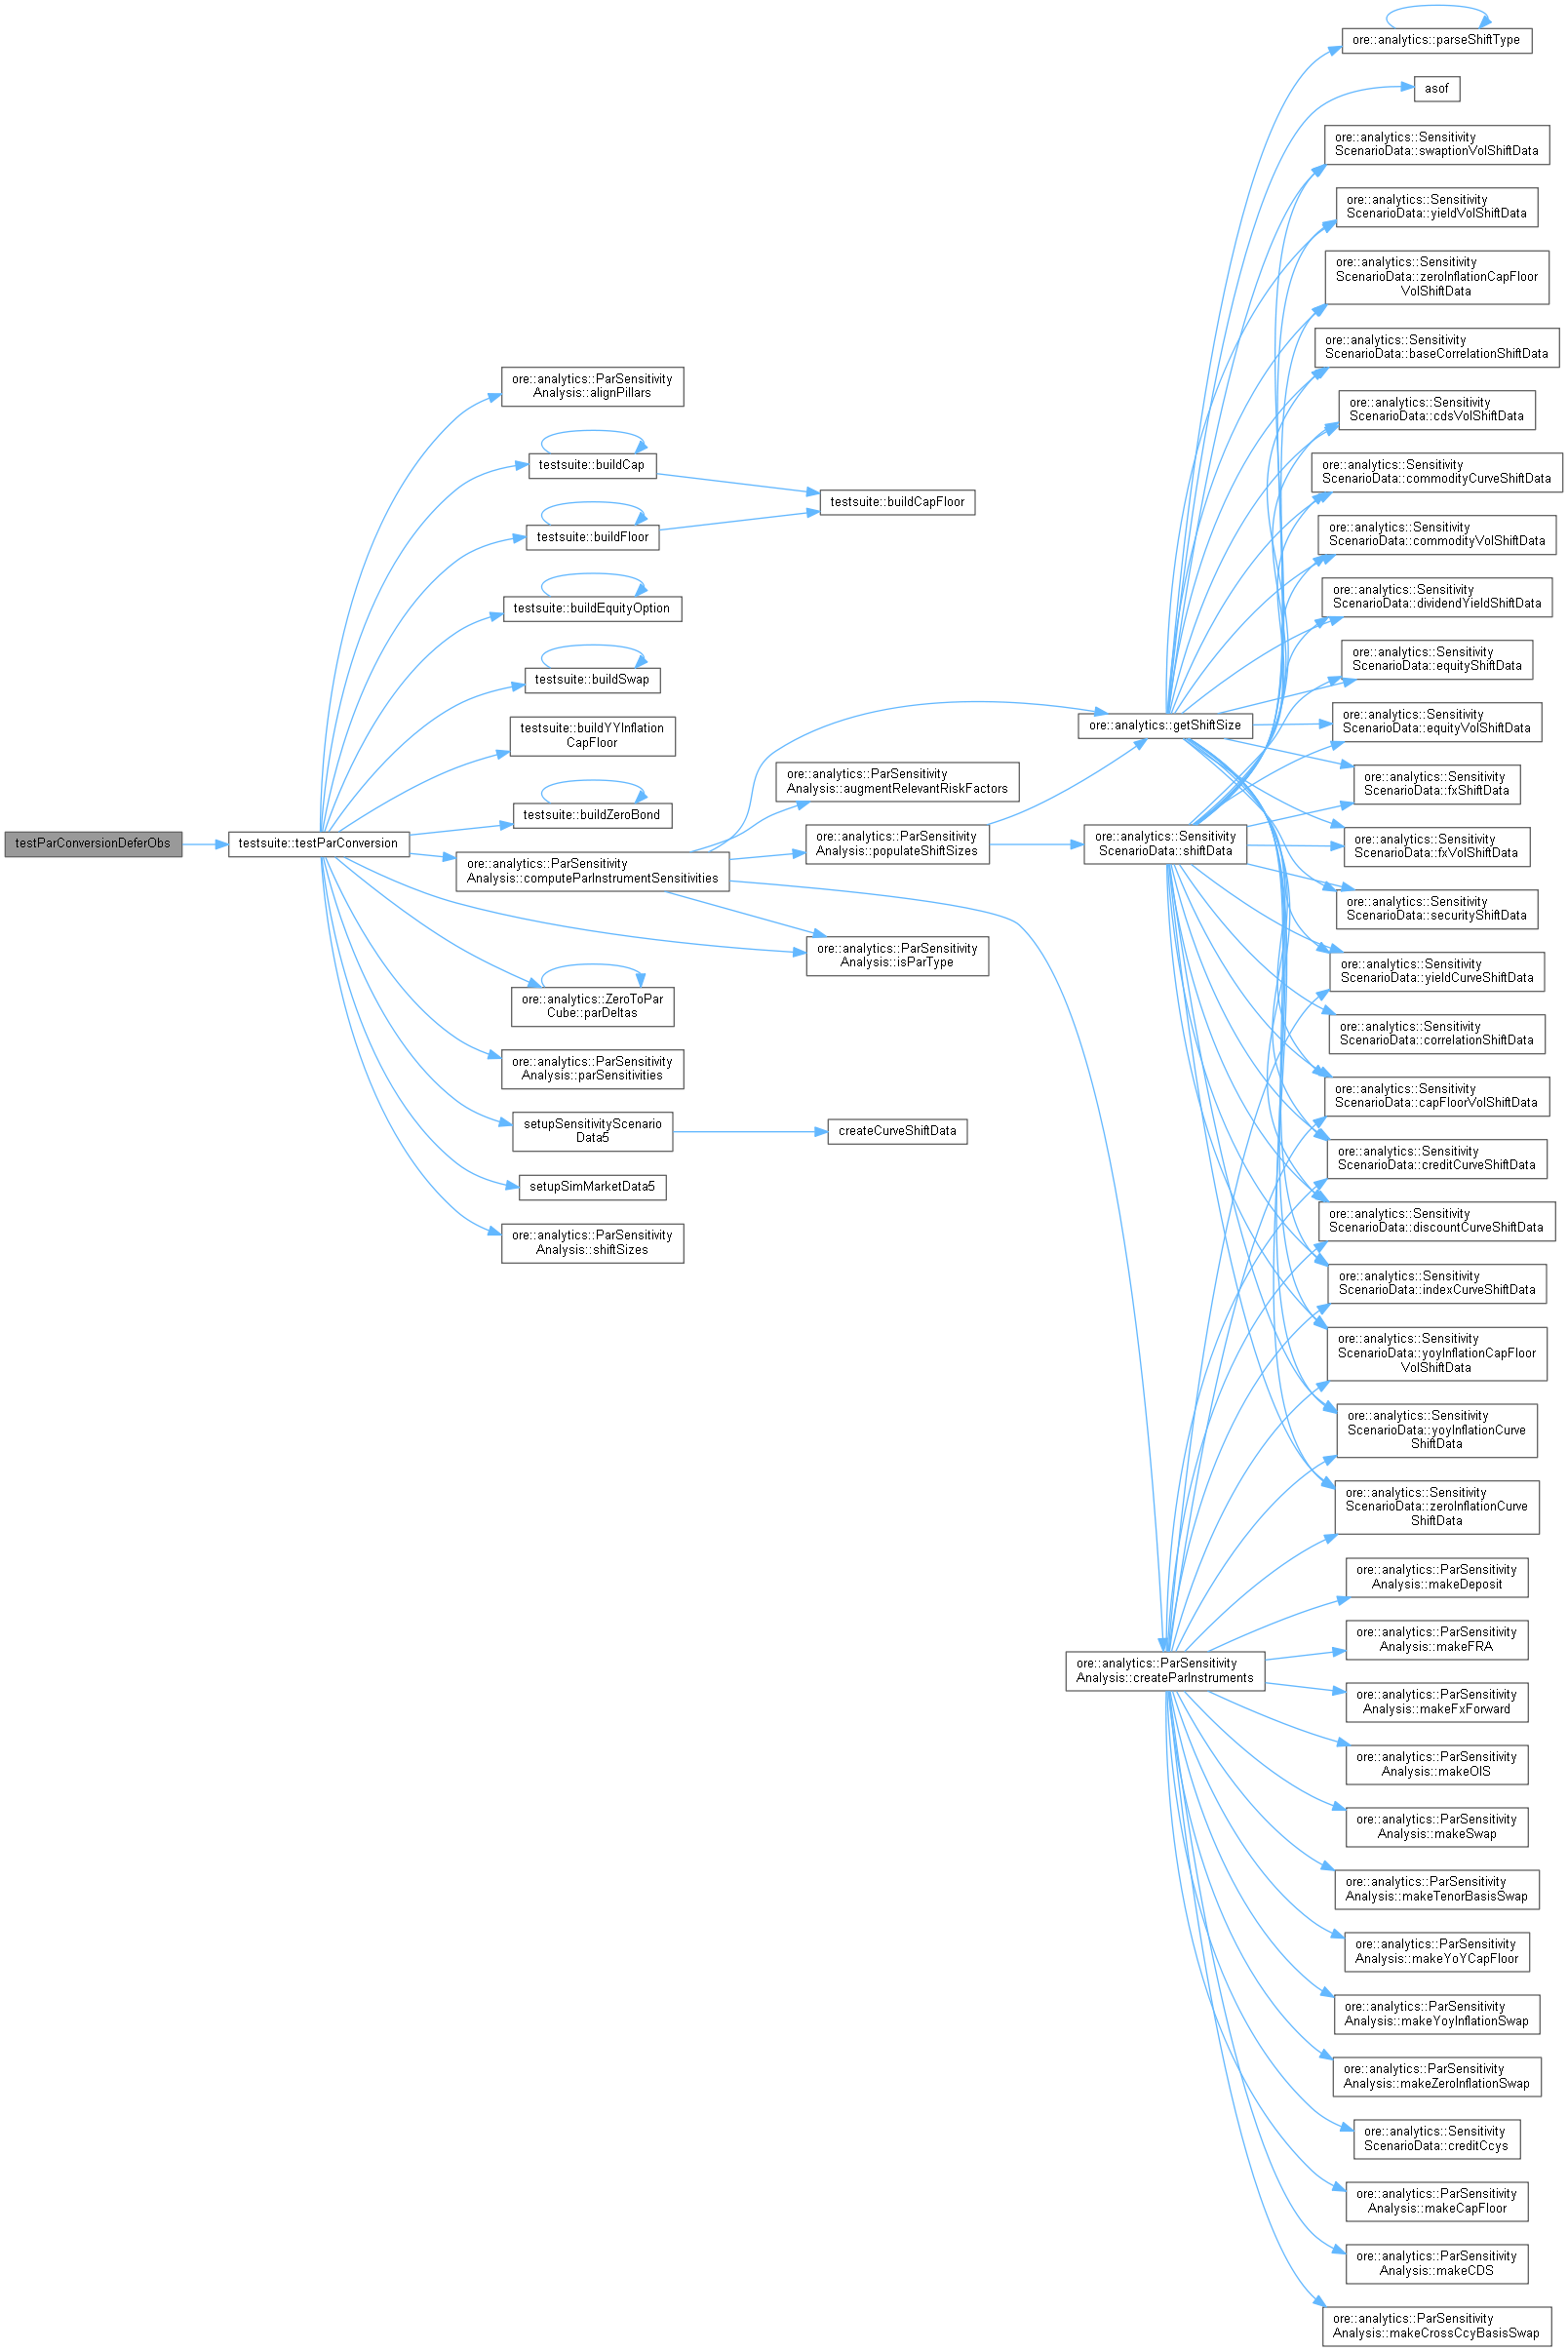 testParConversionDeferObs
testsuite::testParConversion
ore::analytics::ParSensitivity
Analysis::alignPillars
testsuite::buildCap
testsuite::buildFloor
testsuite::buildEquityOption
testsuite::buildSwap
testsuite::buildYYInflation
CapFloor
testsuite::buildZeroBond
ore::analytics::ParSensitivity
Analysis::computeParInstrumentSensitivities
ore::analytics::ZeroToPar
Cube::parDeltas
ore::analytics::ParSensitivity
Analysis::parSensitivities
setupSensitivityScenario
Data5
setupSimMarketData5
ore::analytics::ParSensitivity
Analysis::shiftSizes
testsuite::buildCapFloor
ore::analytics::ParSensitivity
Analysis::augmentRelevantRiskFactors
ore::analytics::ParSensitivity
Analysis::populateShiftSizes
ore::analytics::ParSensitivity
Analysis::isParType
createCurveShiftData
ore::analytics::getShiftSize
ore::analytics::Sensitivity
ScenarioData::shiftData
ore::analytics::ParSensitivity
Analysis::createParInstruments
ore::analytics::parseShiftType
asof
ore::analytics::Sensitivity
ScenarioData::swaptionVolShiftData
ore::analytics::Sensitivity
ScenarioData::yieldVolShiftData
ore::analytics::Sensitivity
ScenarioData::zeroInflationCapFloor
VolShiftData
ore::analytics::Sensitivity
ScenarioData::baseCorrelationShiftData
ore::analytics::Sensitivity
ScenarioData::cdsVolShiftData
ore::analytics::Sensitivity
ScenarioData::commodityCurveShiftData
ore::analytics::Sensitivity
ScenarioData::commodityVolShiftData
ore::analytics::Sensitivity
ScenarioData::dividendYieldShiftData
ore::analytics::Sensitivity
ScenarioData::equityShiftData
ore::analytics::Sensitivity
ScenarioData::equityVolShiftData
ore::analytics::Sensitivity
ScenarioData::fxShiftData
ore::analytics::Sensitivity
ScenarioData::fxVolShiftData
ore::analytics::Sensitivity
ScenarioData::securityShiftData
ore::analytics::Sensitivity
ScenarioData::yieldCurveShiftData
ore::analytics::Sensitivity
ScenarioData::correlationShiftData
ore::analytics::Sensitivity
ScenarioData::capFloorVolShiftData
ore::analytics::Sensitivity
ScenarioData::creditCurveShiftData
ore::analytics::Sensitivity
ScenarioData::discountCurveShiftData
ore::analytics::Sensitivity
ScenarioData::indexCurveShiftData
ore::analytics::Sensitivity
ScenarioData::yoyInflationCapFloor
VolShiftData
ore::analytics::Sensitivity
ScenarioData::yoyInflationCurve
ShiftData
ore::analytics::Sensitivity
ScenarioData::zeroInflationCurve
ShiftData
ore::analytics::ParSensitivity
Analysis::makeDeposit
ore::analytics::ParSensitivity
Analysis::makeFRA
ore::analytics::ParSensitivity
Analysis::makeFxForward
ore::analytics::ParSensitivity
Analysis::makeOIS
ore::analytics::ParSensitivity
Analysis::makeSwap
ore::analytics::ParSensitivity
Analysis::makeTenorBasisSwap
ore::analytics::ParSensitivity
Analysis::makeYoYCapFloor
ore::analytics::ParSensitivity
Analysis::makeYoyInflationSwap
ore::analytics::ParSensitivity
Analysis::makeZeroInflationSwap
ore::analytics::Sensitivity
ScenarioData::creditCcys
ore::analytics::ParSensitivity
Analysis::makeCapFloor
ore::analytics::ParSensitivity
Analysis::makeCDS
ore::analytics::ParSensitivity
Analysis::makeCrossCcyBasisSwap